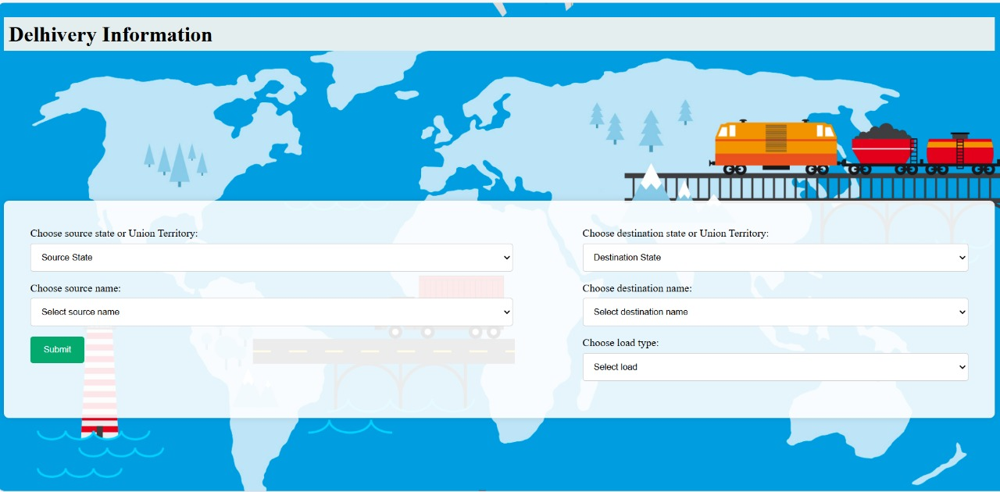 Delhivery Information
Choose source state or Union Territory:
Source State
Choose source name:
Select source name
Submit
Choose destination state or Union Territory:
Destination State
Choose destination name:
Select destination name
Choose load type:
Select load